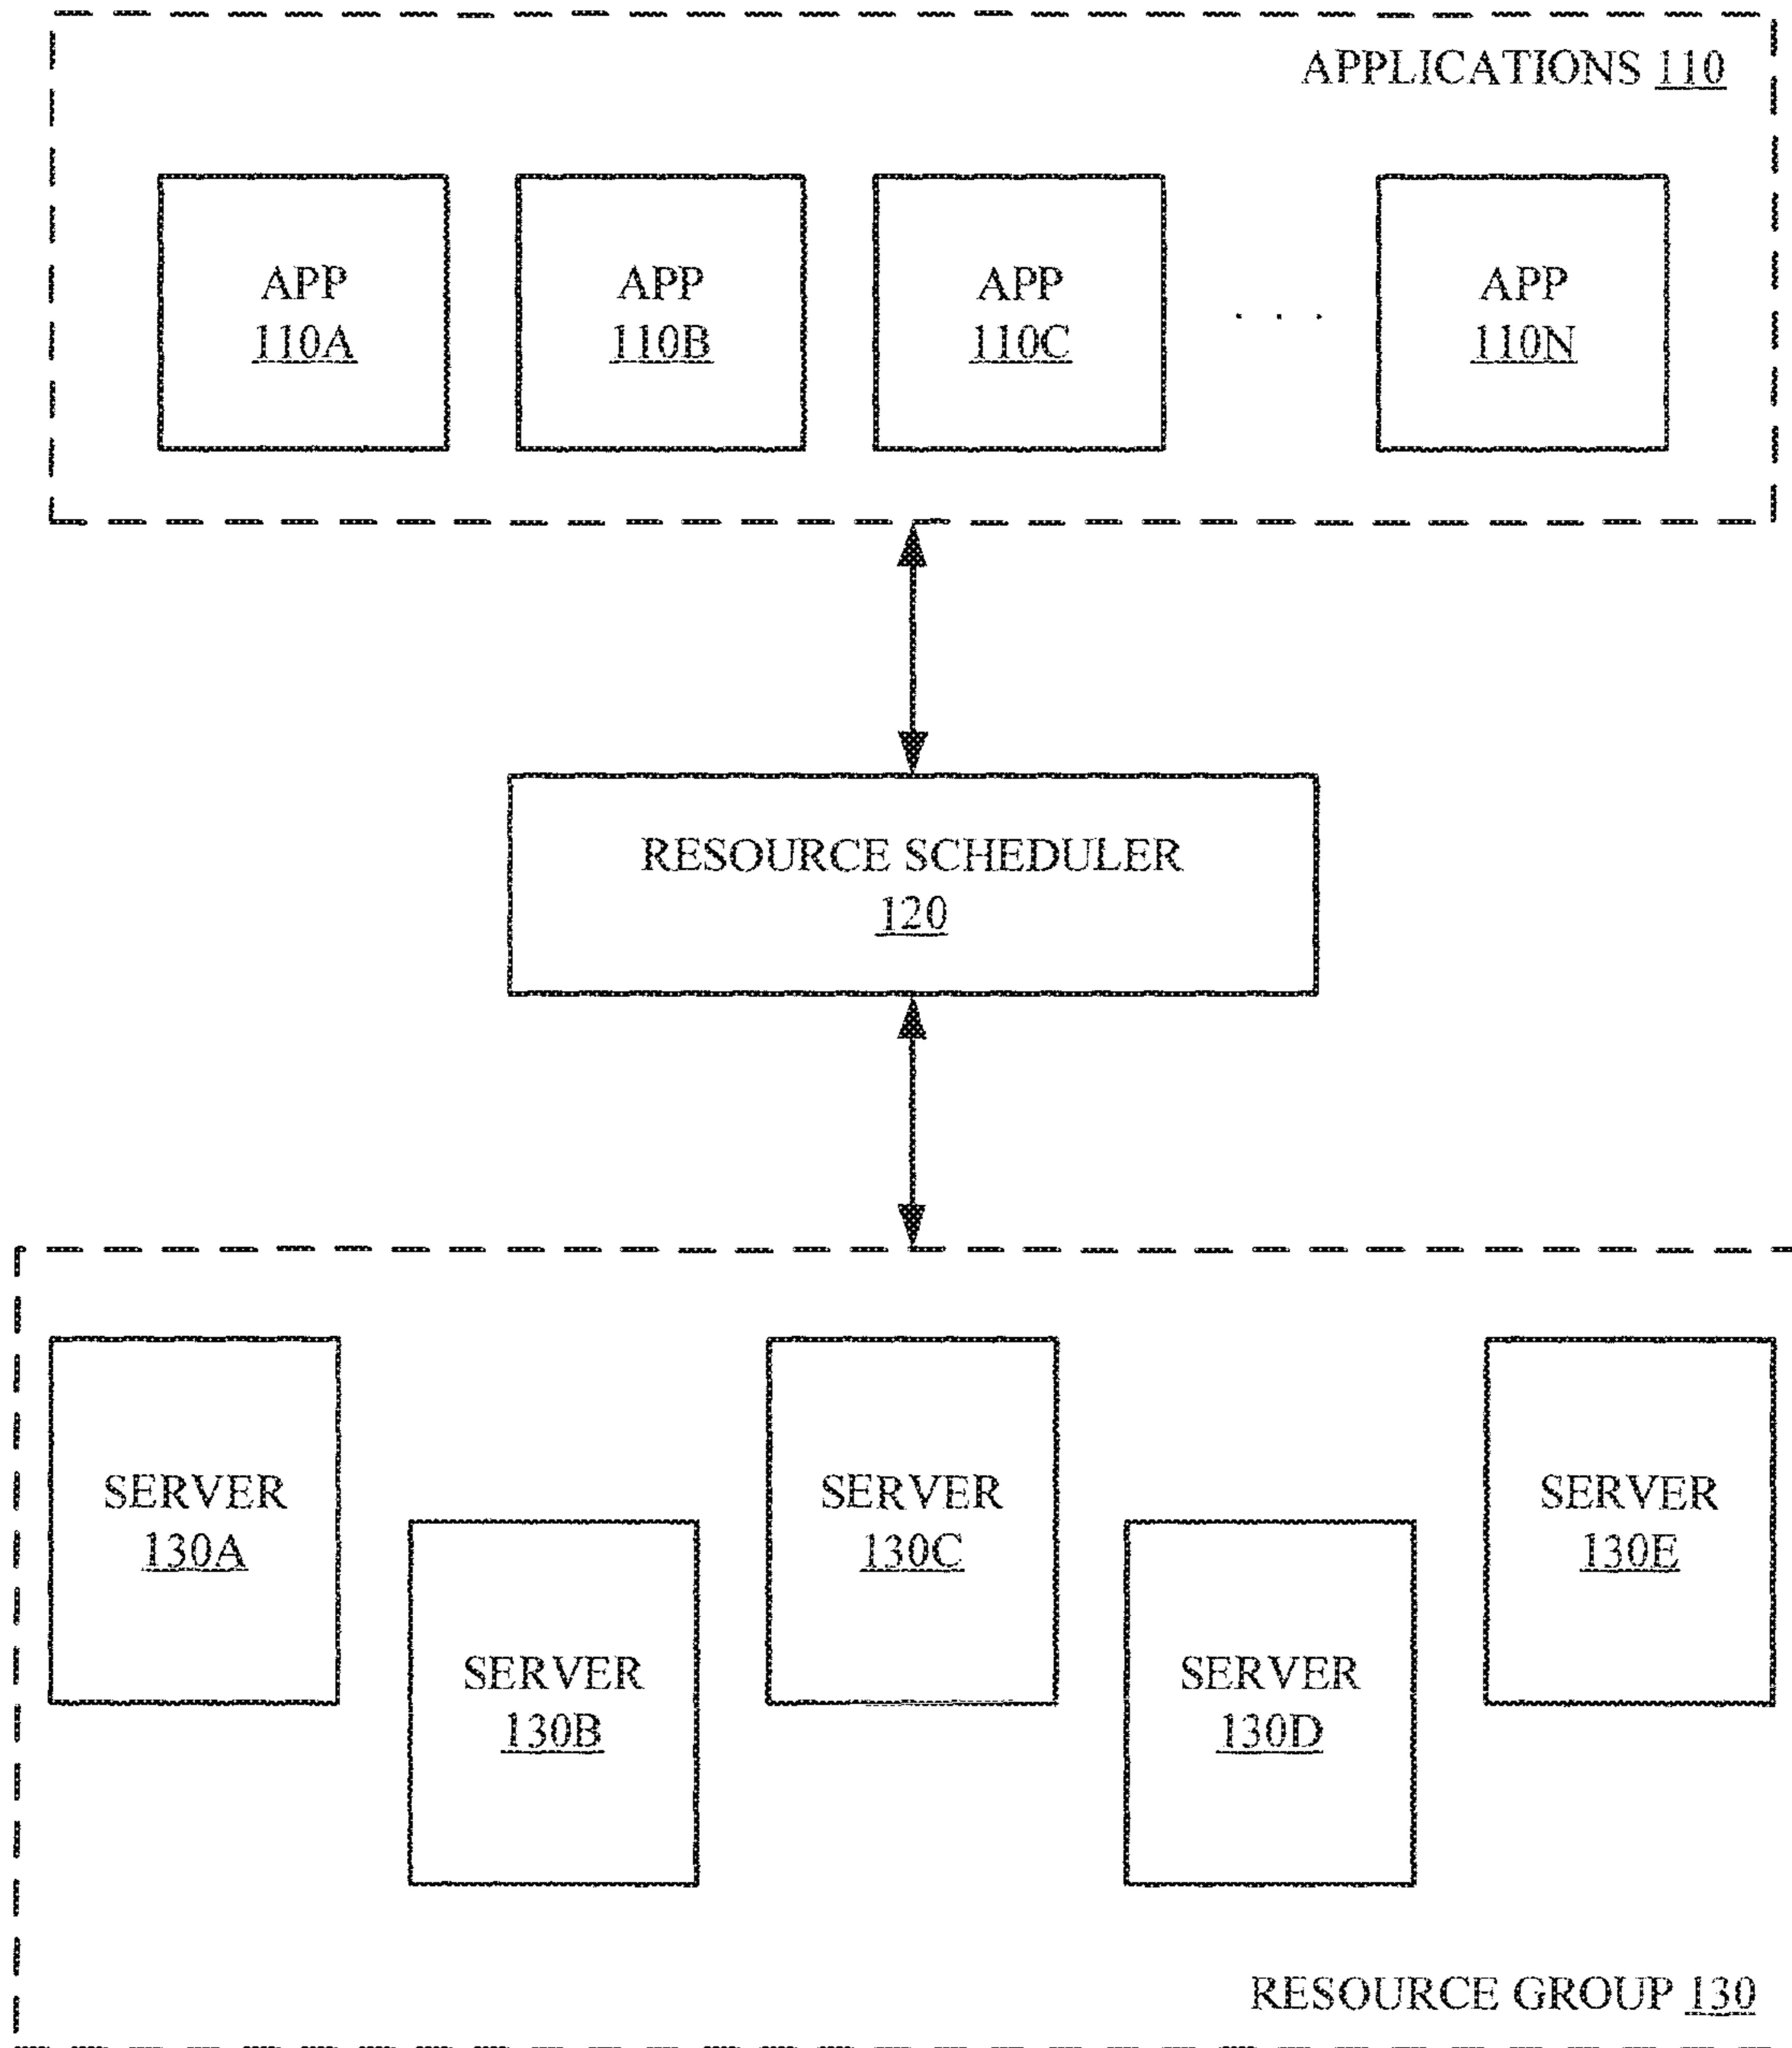 APPLICATIONS 110
APP
110A
APP
110B
APP
110C
. . .
APP
110N
RESOURCE SCHEDULER
120
SERVER
130A
SERVER
130B
SERVER
130C
SERVER
130D
SERVER
130E
RESOURCE GROUP 130